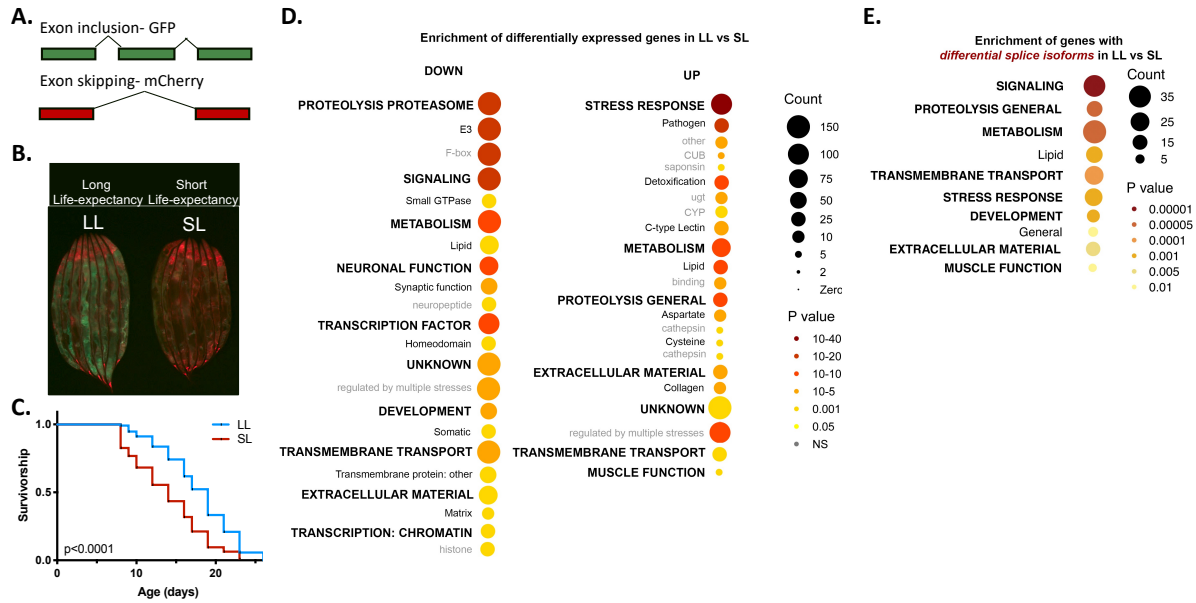 A.
Exon inclusion- GFP
Exon skipping- mCherry
B.
Long
Life-expectancy
LL
Short
Life-expectancy
SL
C.
LL
SL
Survivorship
1.0
0.5
0.0
p<0.0001
0
10
20
Age (days)
D.
Enrichment of differentially expressed genes in LL vs SL
DOWN
PROTEOLYSIS PROTEASOME
E3
F-box
SIGNALING
Small GTPase
METABOLISM
Lipid
NEURONAL FUNCTION
Synaptic function
neuropeptide
TRANSCRIPTION FACTOR
Homeodomain
UNKNOWN
regulated by multiple stresses
DEVELOPMENT
Somatic
TRANSMEMBRANE TRANSPORT
Transmembrane protein: other
EXTRACELLULAR MATERIAL
Matrix
TRANSCRIPTION: CHROMATIN
histone
UP
STRESS RESPONSE
Pathogen
other
CUB
saponsin
Detoxification
ugt
CYP
C-type Lectin
METABOLISM
Lipid
binding
PROTEOLYSIS GENERAL
Aspartate
cathepsin
Cysteine
cathepsin
EXTRACELLULAR MATERIAL
Collagen
UNKNOWN
regulated by multiple stresses
TRANSMEMBRANE TRANSPORT
MUSCLE FUNCTION
Count
150
100
75
50
25
10
5
2
Zero
P value
10-40
10-20
10-10
10-5
0.001
0.05
NS
E.
Enrichment of genes with
differential splice isoforms in LL vs SL
SIGNALING
PROTEOLYSIS GENERAL
METABOLISM
Lipid
TRANSMEMBRANE TRANSPORT
STRESS RESPONSE
DEVELOPMENT
General
EXTRACELLULAR MATERIAL
MUSCLE FUNCTION
Count
35
25
15
5
P value
0.00001
0.00005
0.0001
0.001
0.005
0.01